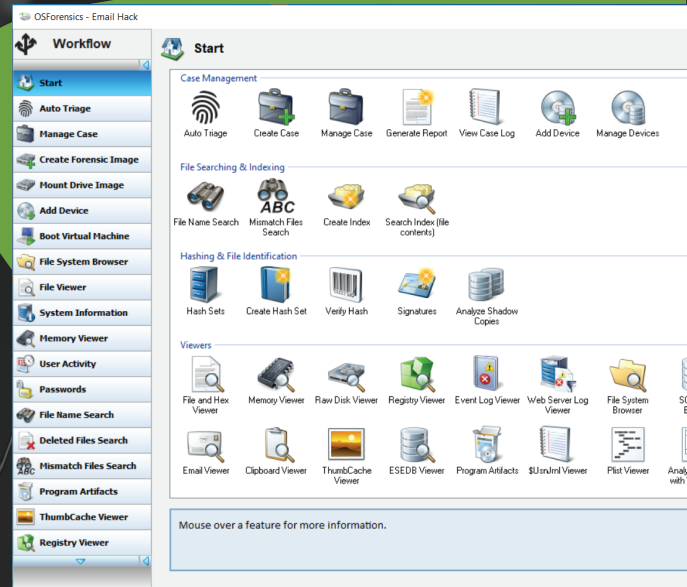 OSForensics - Email Hack
Workflow
Start
Auto Triage
Manage Case
Create Forensic Image
Mount Drive Image
Add Device
Boot Virtual Machine
File System Browser
File Viewer
System Information
Memory Viewer
User Activity
Passwords
File Name Search
Deleted Files Search
Mismatch Files Search
Program Artifacts
ThumbCache Viewer
Registry Viewer
Start
Case Management
Auto Triage
Create Case
Manage Case
Generate Report
View Case Log
Add Device
Manage Devices
File Searching & Indexing
ABC
File Name Search
Mismatch Files
Search
Create Index
Search Index (file
contents)
Hashing & File Identification
Hash Sets
Create Hash Set
Verify Hash
Signatures
Analyze Shadow
Copies
Viewers
File and Hex
Viewer
Memory Viewer
Raw Disk Viewer
Registry Viewer
Event Log Viewer
Web Server Log
Viewer
File System
Browser
Email Viewer
Clipboard Viewer
ThumbCache
Viewer
ESEDB Viewer
Program Artifacts
$UsnJrnl Viewer
Plist Viewer
with
Mouse over a feature for more information.